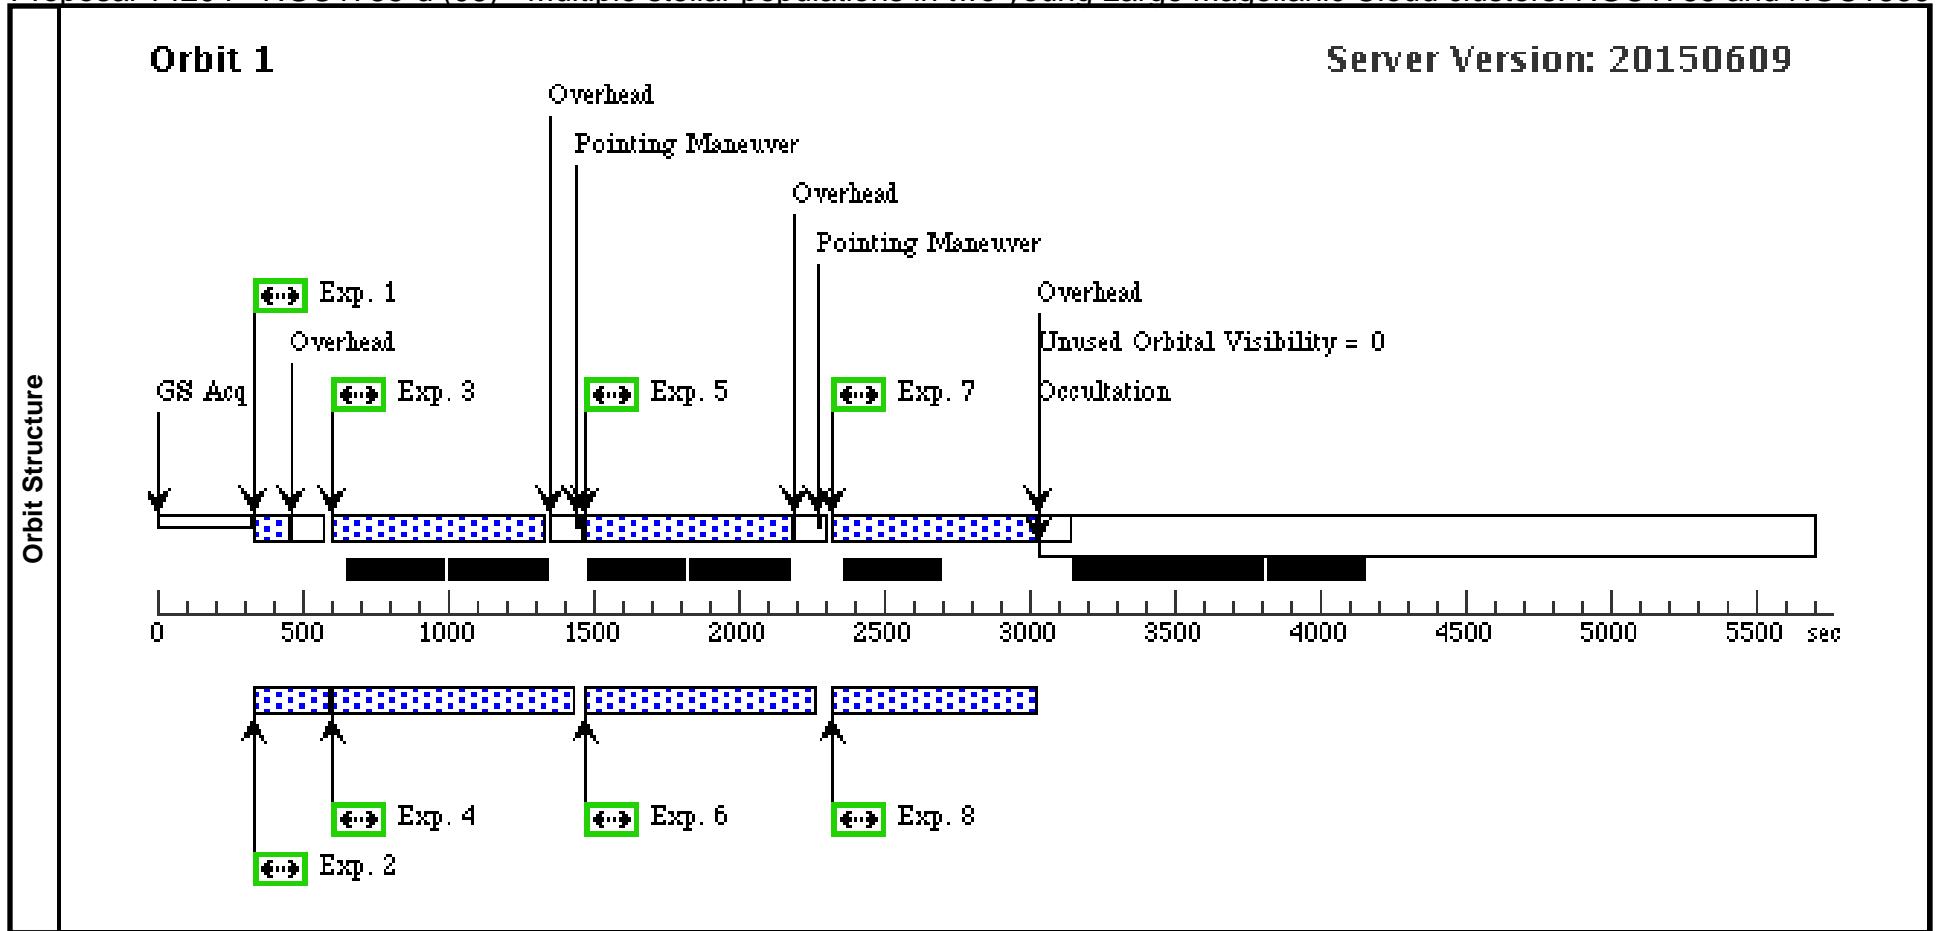 Orbit Structure
Orbit 1
Server Version: 20150609
Overhead
Pointing Maneuver
Overhead
Pointing Maneuver
Exp. 1
Overhead
Overhead
Unused Orbital Visibility = 0
GS Acq
Exp. 3
Exp. 5
Exp. 7
Occultation
0 500 1000 1500 2000 2500 3000 3500 4000 4500 5000 5500 sec
Exp. 4
Exp. 6
Exp. 8
Exp. 2